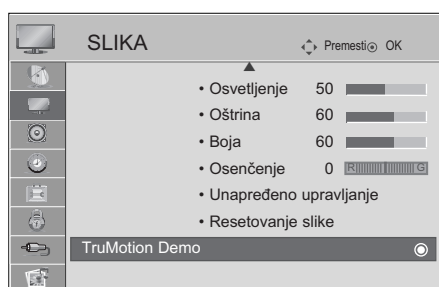 SLIKA
Premesti OK
• Osvetljenje 50
• Oštrina 60
• Boja 60
• Osenčenje 0 R G
• Unapređeno upravljanje
• Resetovanje slike
TruMotion Demo